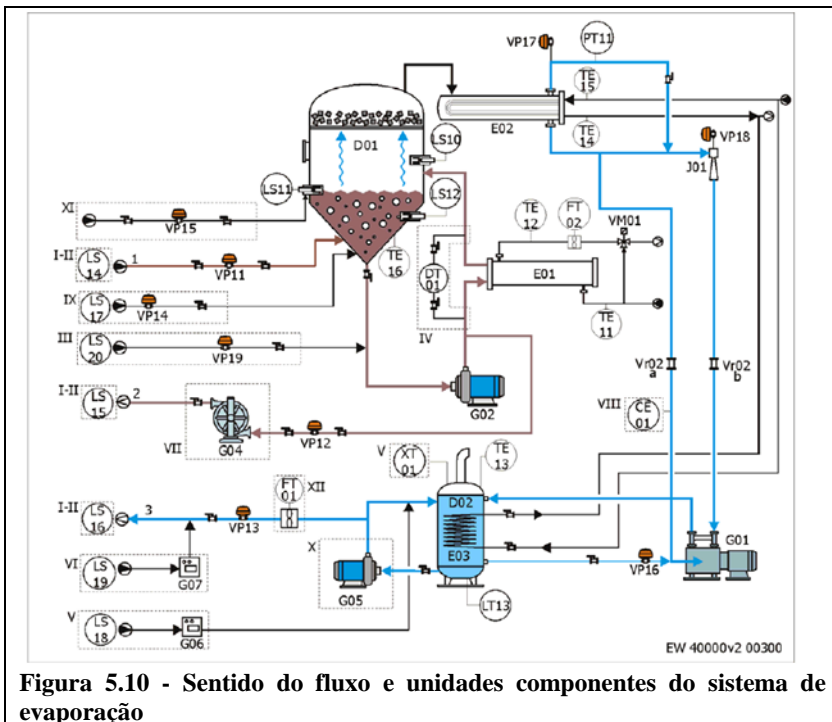 VP17
PT11
TE 15
E02
TE 14
VP18
J01
D01
LS10
LS11
LS12
XI
VP15
TE 12
FT 02
VM01
I-II
LS 14
1
VP11
TE 16
DT 01
E01
IX
LS 17
VP14
TE 11
III
LS 20
VP19
IV
Vr02 a
Vr02 b
I-II
LS 15
2
G02
VIII
CE 01
VII
G04
VP12
V
XT 01
TE 13
XII
FT 01
I-II
LS 16
3
VP13
D02
G01
VI
LS 19
G07
X
E03
G05
VP16
V
LS 18
G06
LT13
EW 40000v2 00300
Figura 5.10 - Sentido do fluxo e unidades componentes do sistema de
evaporação